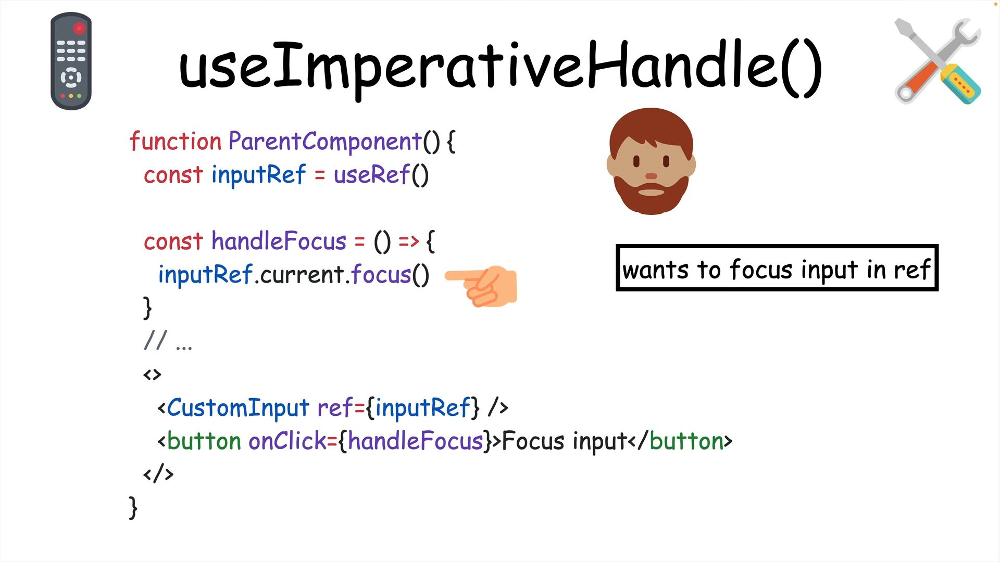 useImperativeHandle()
function ParentComponent() {
const inputRef = useRef()
const handleFocus = () => {
inputRef.current.focus()
}
// ...
<>
<CustomInput ref={inputRef} />
<button onClick={handleFocus}>Focus input</button>
</>
}
wants to focus input in ref